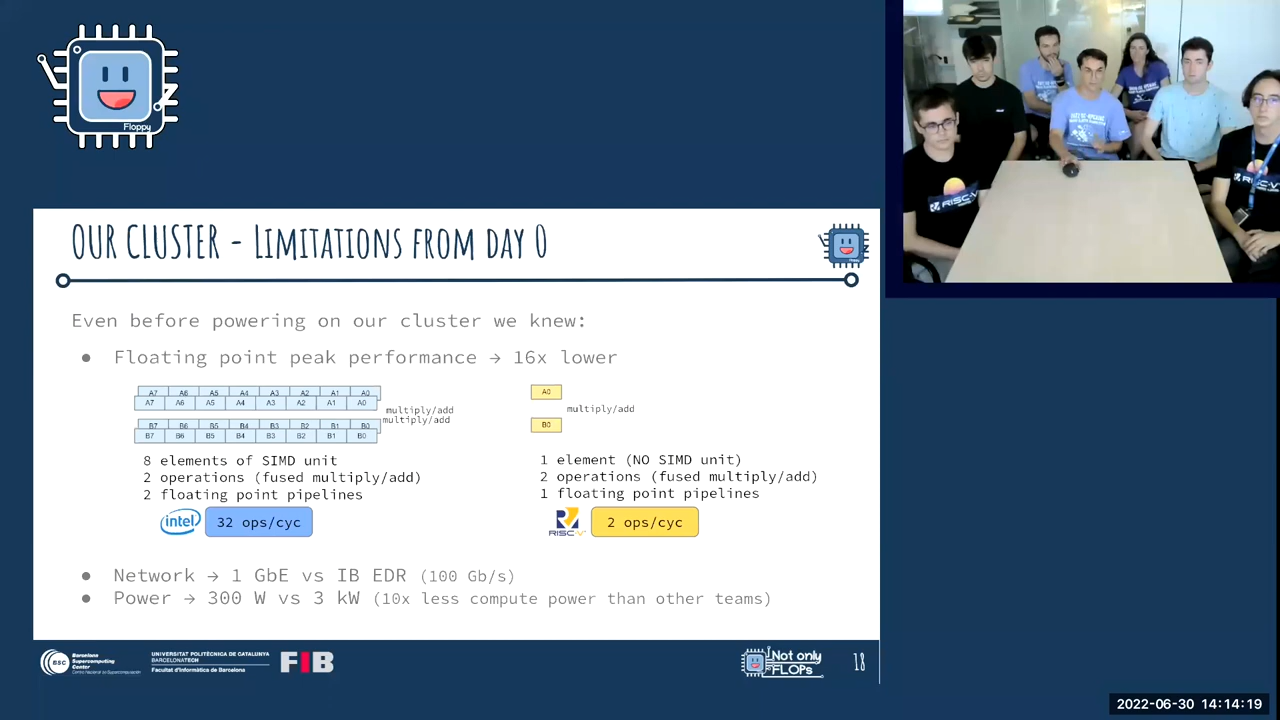 Floppy
OUR CLUSTER - LIMITATIONS FROM DAY 0
Even before powering on our cluster we knew:
● Floating point peak performance → 16x lower
A7 A6 A5 A4 A3 A2 A1 A0
A7 A6 A5 A4 A3 A2 A1 A0
multiply/add
multiply/add
B7 B6 B5 B4 B3 B2 B1 B0
B7 B6 B5 B4 B3 B2 B1 B0
8 elements of SIMD unit
2 operations (fused multiply/add)
2 floating point pipelines
intel 32 ops/cyc
A0
multiply/add
B0
1 element (NO SIMD unit)
2 operations (fused multiply/add)
1 floating point pipelines
RISC-V 2 ops/cyc
● Network → 1 GbE vs IB EDR (100 Gb/s)
● Power → 300 W vs 3 kW (10x less compute power than other teams)
BSC
Barcelona
Supercomputing
Center
Centro Nacional de Supercomputación
UNIVERSITAT POLITÈCNICA DE CATALUNYA
BARCELONATECH
Facultat d'Informàtica de Barcelona
FIB
Not only
FLOPs
18
RISC-V
RISC-V
2022-06-30 14:14:19